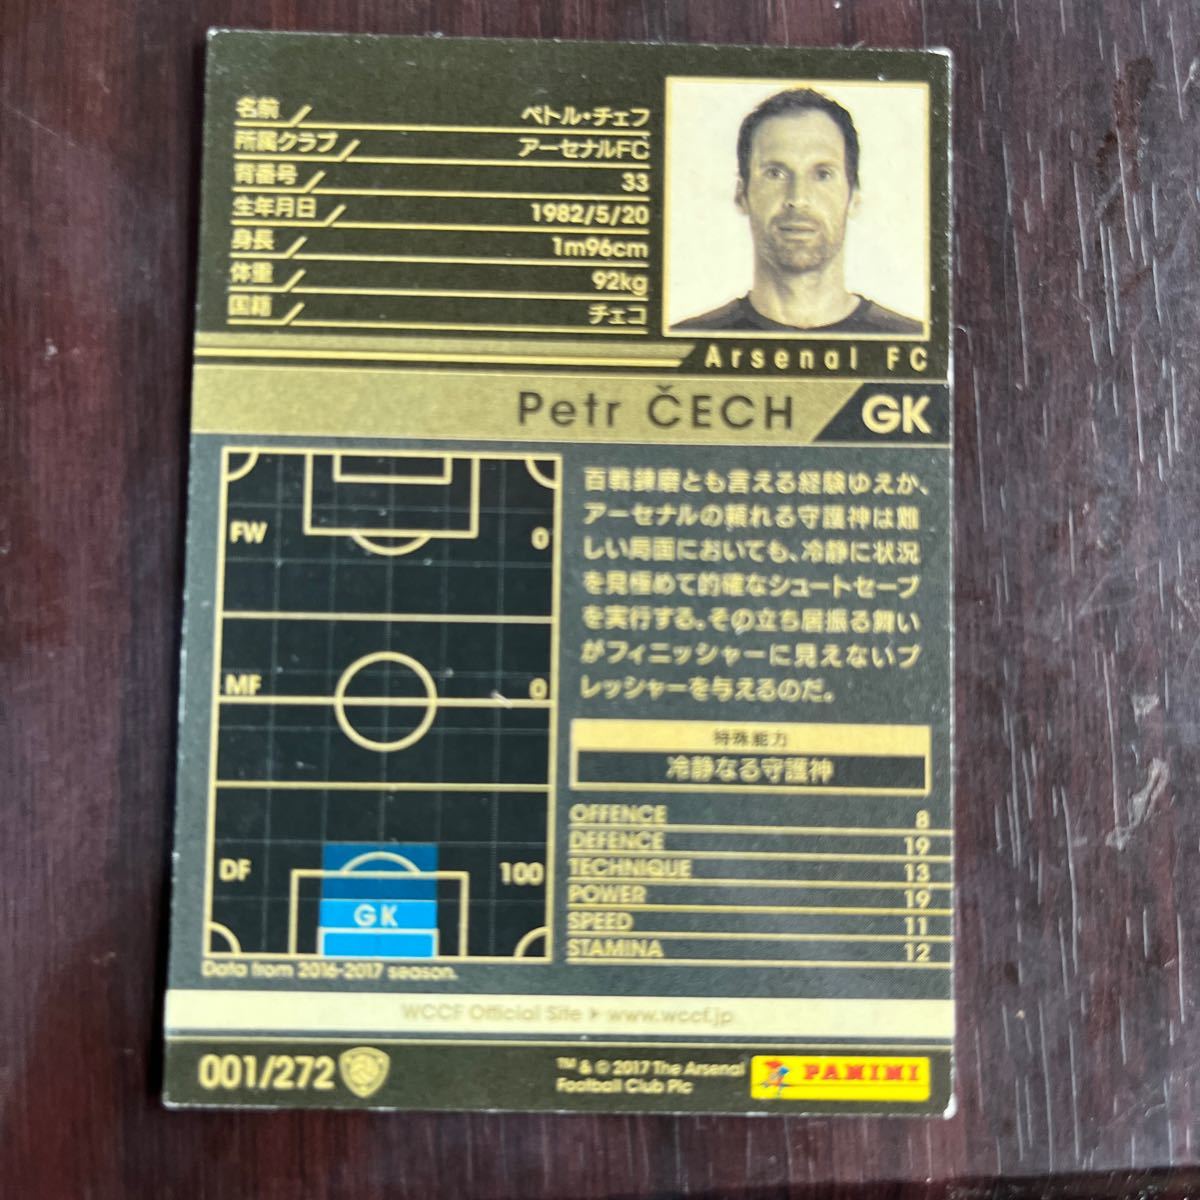 名前 ペトル・チェフ
所属クラブ アーセナルFC
背番号 33
生年月日 1982/5/20
身長 1m96cm
体重 92kg
国籍 チェコ
Arsenal FC
Petr ČECH GK
FW 0
MF 0
DF 100
GK
Data from 2016-2017 season.
百戦錬磨とも言える経験ゆえか、
アーセナルの頼れる守護神は難
しい局面においても、冷静に状況
を見極めて的確なシュートセーブ
を実行する。その立ち居振る舞い
がフィニッシャーに見えないプ
レッシャーを与えるのだ。
特殊能力
冷静なる守護神
OFFENCE 8
DEFENCE 19
TECHNIQUE 13
POWER 19
SPEED 11
STAMINA 12
WCCF Official Site ▶ www.wccf.jp
001/272
™ & © 2017 The Arsenal
Football Club Plc
PANINI